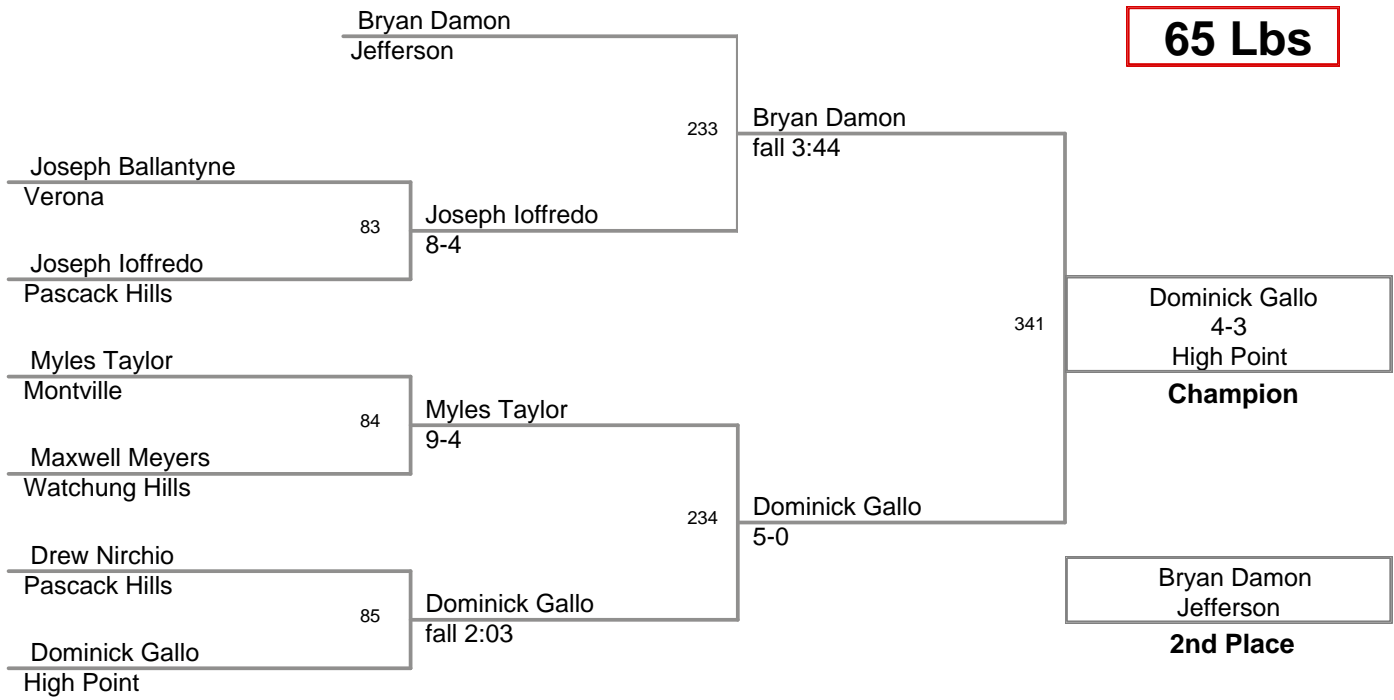 65 Lbs
Bryan Damon
Jefferson
233
Bryan Damon
fall 3:44
Joseph Ballantyne
Verona
83
Joseph Ioffredo
8-4
Joseph Ioffredo
Pascack Hills
341
Dominick Gallo
4-3
High Point
Champion
Myles Taylor
Montville
84
Myles Taylor
9-4
Maxwell Meyers
Watchung Hills
234
Dominick Gallo
5-0
Drew Nirchio
Pascack Hills
85
Dominick Gallo
fall 2:03
Dominick Gallo
High Point
Bryan Damon
Jefferson
2nd Place